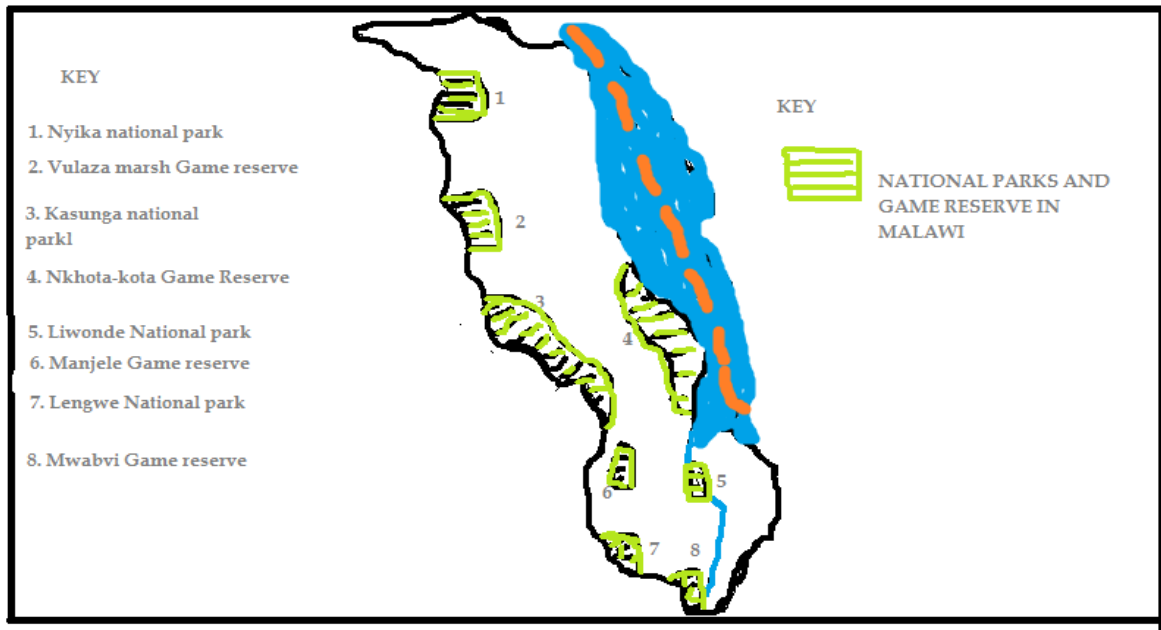 KEY
1. Nyika national park
2. Vulaza marsh Game reserve
3. Kasunga national
parkl
4. Nkhota-kota Game Reserve
5. Liwonde National park
6. Manjele Game reserve
7. Lengwe National park
8. Mwabvi Game reserve
1
2
3
4
5
6
7
8
KEY
NATIONAL PARKS AND
GAME RESERVE IN
MALAWI